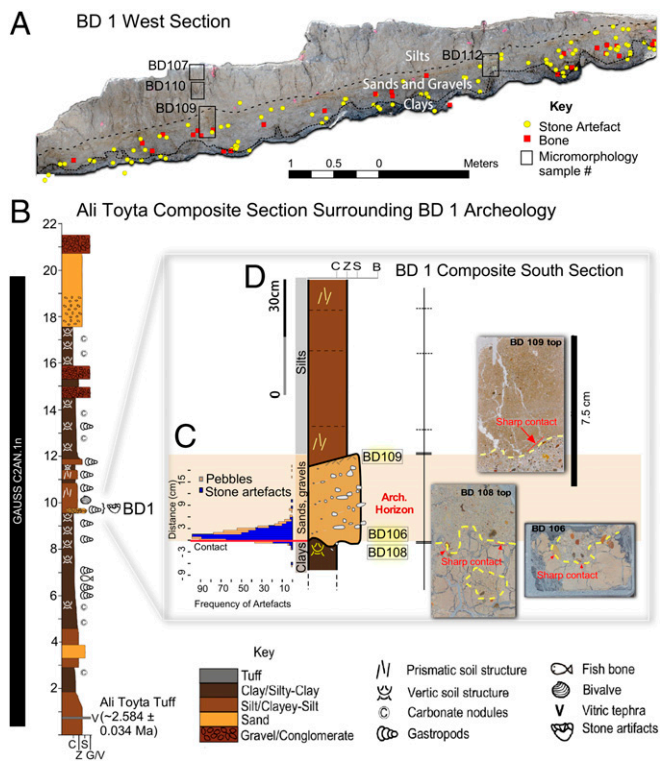 A
BD 1 West Section
BD107
BD110
BD109
Silts
BD112
Sands and Gravels
Clays
Key
Stone Artefact
Bone
Micromorphology
sample #
1 0.5 0 Meters
B
Ali Toyta Composite Section Surrounding BD 1 Archeology
22
20
18
16
14
12
10
8
6
4
2
GAUSS C2AN.1n
BD1
Ali Toyta Tuff
(~2.584 ±
0.034 Ma)
V
C S
Z G/V
D
C Z S B
BD 1 Composite South Section
30cm
0
Silts
Sands, gravels
Clays
C
Pebbles
Stone artefacts
Distance (cm)
15
9
3
-3
-9
Contact
90 70 50 30 10
Frequency of Artefacts
BD109
Arch.
Horizon
BD106
BD108
BD 109 top
Sharp contact
7.5 cm
BD 108 top
Sharp contact
BD 106
Sharp contact
Key
Tuff
Clay/Silty-Clay
Silt/Clayey-Silt
Sand
Gravel/Conglomerate
Prismatic soil structure
Vertic soil structure
Carbonate nodules
Gastropods
Fish bone
Bivalve
Vitric tephra
Stone artifacts